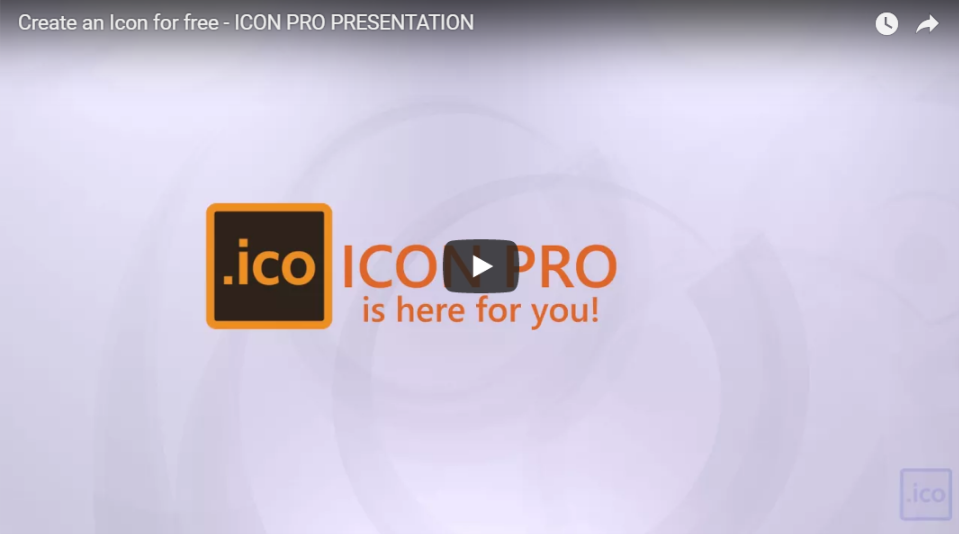 Create an Icon for free - ICON PRO PRESENTATION
.ico
ICON PRO
is here for you!
.ico